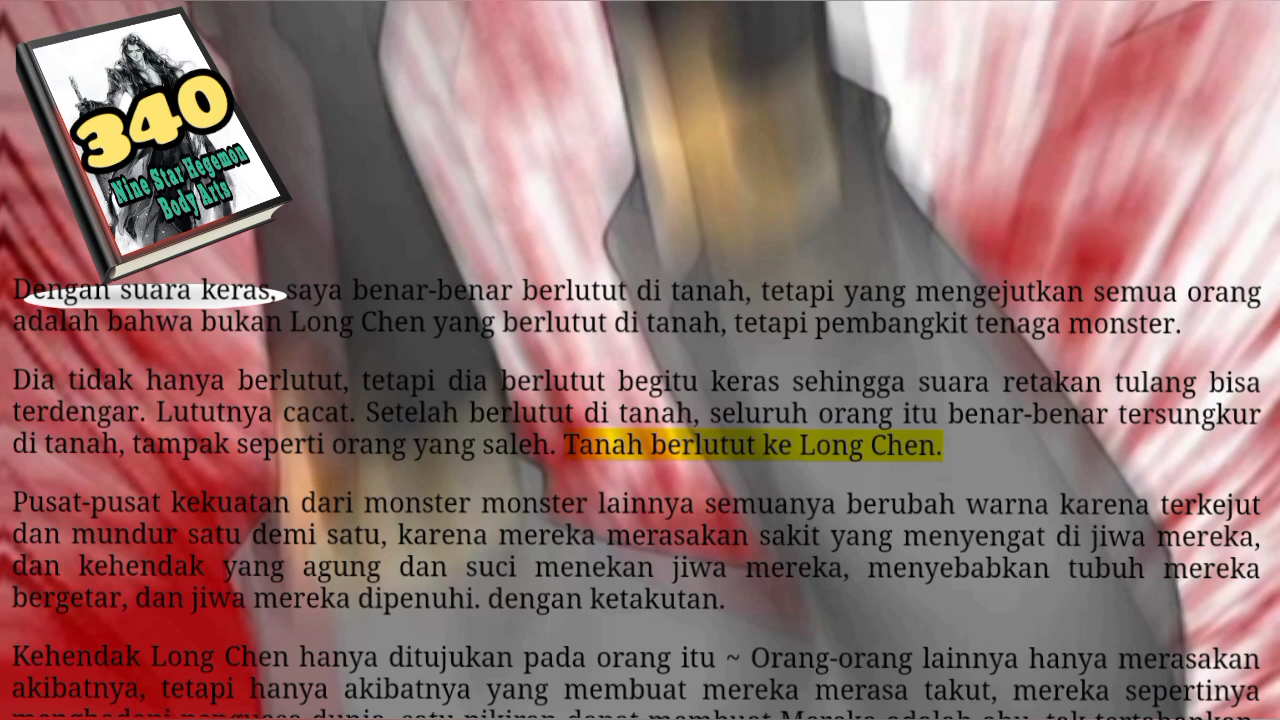 340
Nine Star Hegemon
Body Arts
Dengan suara keras, saya benar-benar berlutut di tanah, tetapi yang mengejutkan semua orang
adalah bahwa bukan Long Chen yang berlutut di tanah, tetapi pembangkit tenaga monster.
Dia tidak hanya berlutut, tetapi dia berlutut begitu keras sehingga suara retakan tulang bisa
terdengar. Lututnya cacat. Setelah berlutut di tanah, seluruh orang itu benar-benar tersungkur
di tanah, tampak seperti orang yang saleh. Tanah berlutut ke Long Chen.
Pusat-pusat kekuatan dari monster monster lainnya semuanya berubah warna karena terkejut
dan mundur satu demi satu, karena mereka merasakan sakit yang menyengat di jiwa mereka,
dan kehendak yang agung dan suci menekan jiwa mereka, menyebabkan tubuh mereka
bergetar, dan jiwa mereka dipenuhi. dengan ketakutan.
Kehendak Long Chen hanya ditujukan pada orang itu ~ Orang-orang lainnya hanya merasakan
akibatnya, tetapi hanya akibatnya yang membuat mereka merasa takut, mereka sepertinya